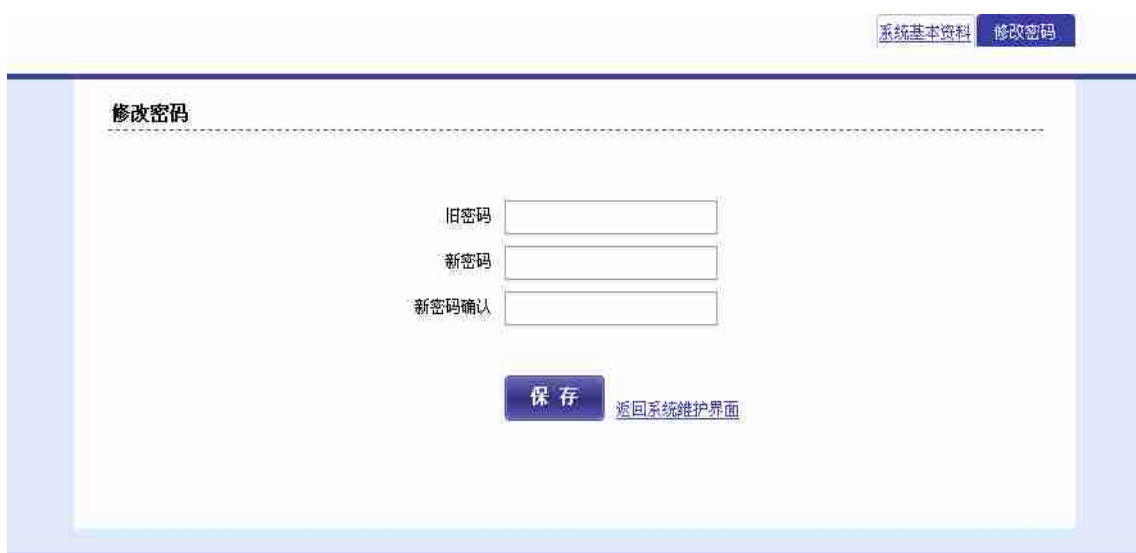 系统基本资料 修改密码
修改密码
旧密码
新密码
新密码确认
保存 返回系统维护界面